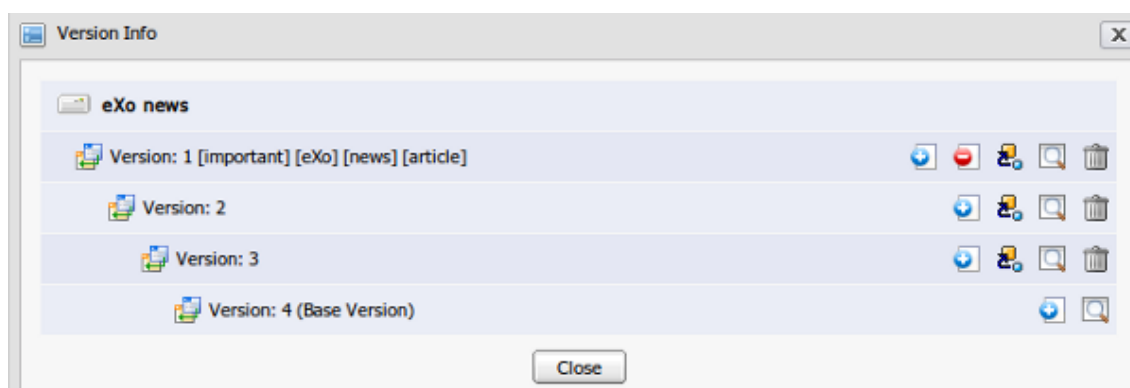 Version Info
X
eXo news
Version: 1 [important] [eXo] [news] [article]
Version: 2
Version: 3
Version: 4 (Base Version)
Close